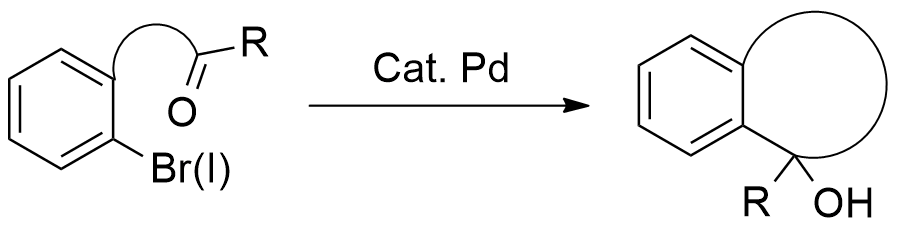 R
O
Br(I)
Cat. Pd
R
OH